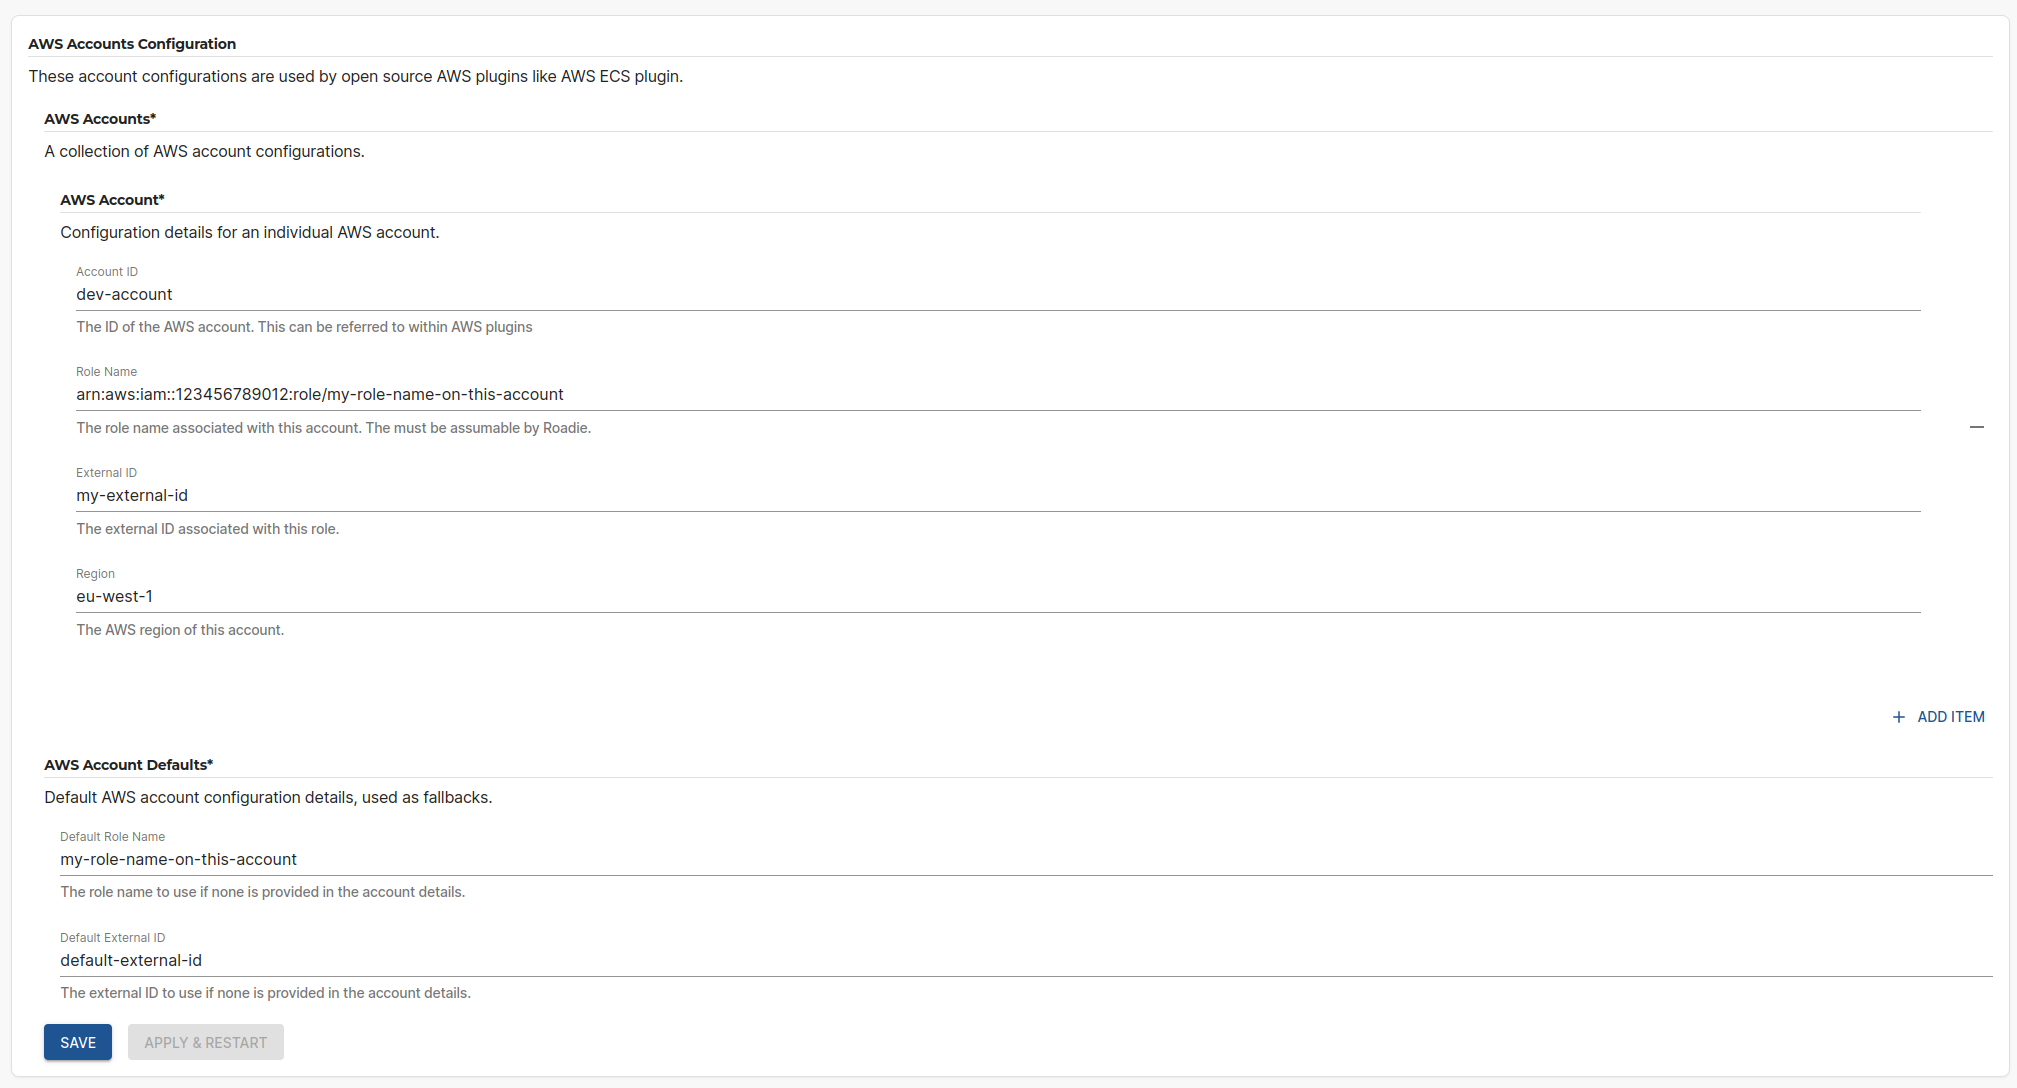 AWS Accounts Configuration
These account configurations are used by open source AWS plugins like AWS ECS plugin.
AWS Accounts*
A collection of AWS account configurations.
AWS Account*
Configuration details for an individual AWS account.
Account ID
dev-account
The ID of the AWS account. This can be referred to within AWS plugins
Role Name
arn:aws:iam::123456789012:role/my-role-name-on-this-account
The role name associated with this account. The must be assumable by Roadie.
External ID
my-external-id
The external ID associated with this role.
Region
eu-west-1
The AWS region of this account.
+ ADD ITEM
AWS Account Defaults*
Default AWS account configuration details, used as fallbacks.
Default Role Name
my-role-name-on-this-account
The role name to use if none is provided in the account details.
Default External ID
default-external-id
The external ID to use if none is provided in the account details.
SAVE APPLY & RESTART